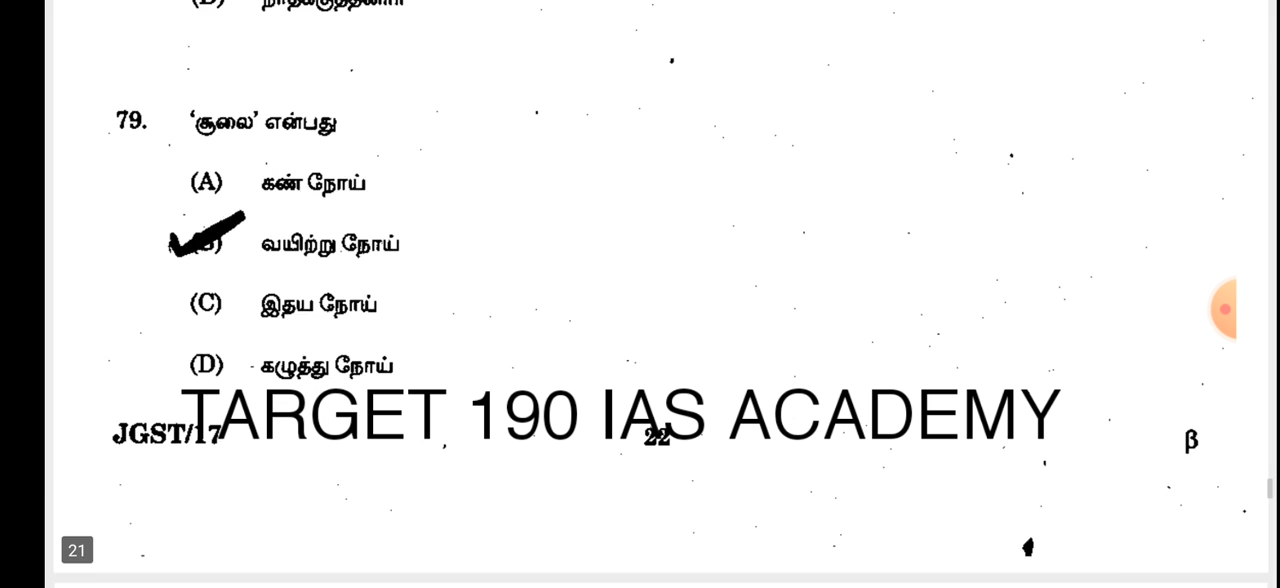 79. ‘சூலை’ என்பது
(A) கண் நோய்
(B) வயிற்று நோய்
(C) இதய நோய்
(D) கழுத்து நோய்
TARGET 190 IAS ACADEMY
JGST/17 22 β
21